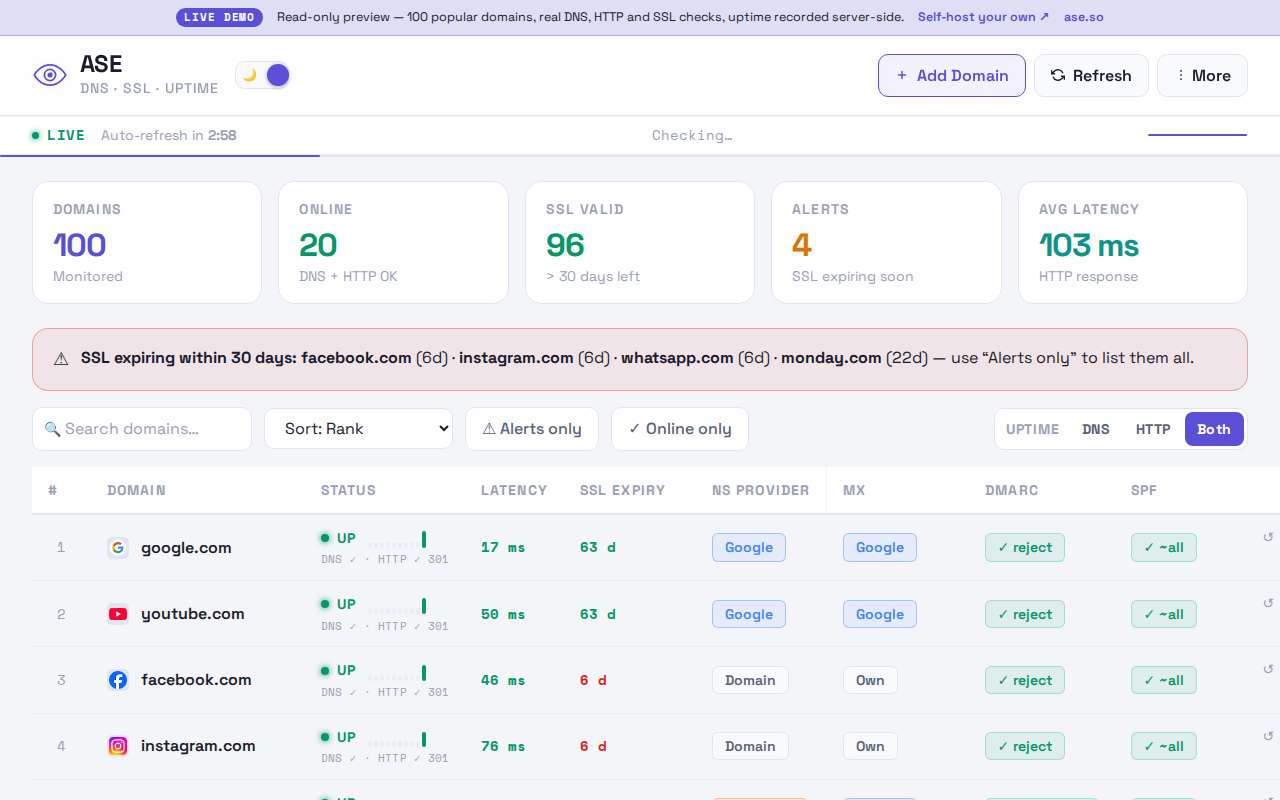 LIVE DEMO Read-only preview — 100 popular domains, real DNS, HTTP and SSL checks, uptime recorded server-side. Self-host your own ↗ ase.so
ASE
DNS · SSL · UPTIME
+ Add Domain
Refresh
⋮ More
LIVE Auto-refresh in 2:58
Checking…
DOMAINS
100
Monitored
ONLINE
20
DNS + HTTP OK
SSL VALID
96
> 30 days left
ALERTS
4
SSL expiring soon
AVG LATENCY
103 ms
HTTP response
⚠ SSL expiring within 30 days: facebook.com (6d) · instagram.com (6d) · whatsapp.com (6d) · monday.com (22d) — use “Alerts only” to list them all.
Search domains…
Sort: Rank
⚠ Alerts only
✓ Online only
UPTIME DNS HTTP Both
# DOMAIN STATUS LATENCY SSL EXPIRY NS PROVIDER MX DMARC SPF
1 google.com UP 17 ms 63 d Google Google ✓ reject ✓ ~all ↺
DNS ✓ · HTTP ✓ 301
2 youtube.com UP 50 ms 63 d Google Google ✓ reject ✓ ~all ↺
DNS ✓ · HTTP ✓ 301
3 facebook.com UP 46 ms 6 d Domain Own ✓ reject ✓ ~all ↺
DNS ✓ · HTTP ✓ 301
4 instagram.com UP 76 ms 6 d Domain Own ✓ reject ✓ ~all ↺
DNS ✓ · HTTP ✓ 301